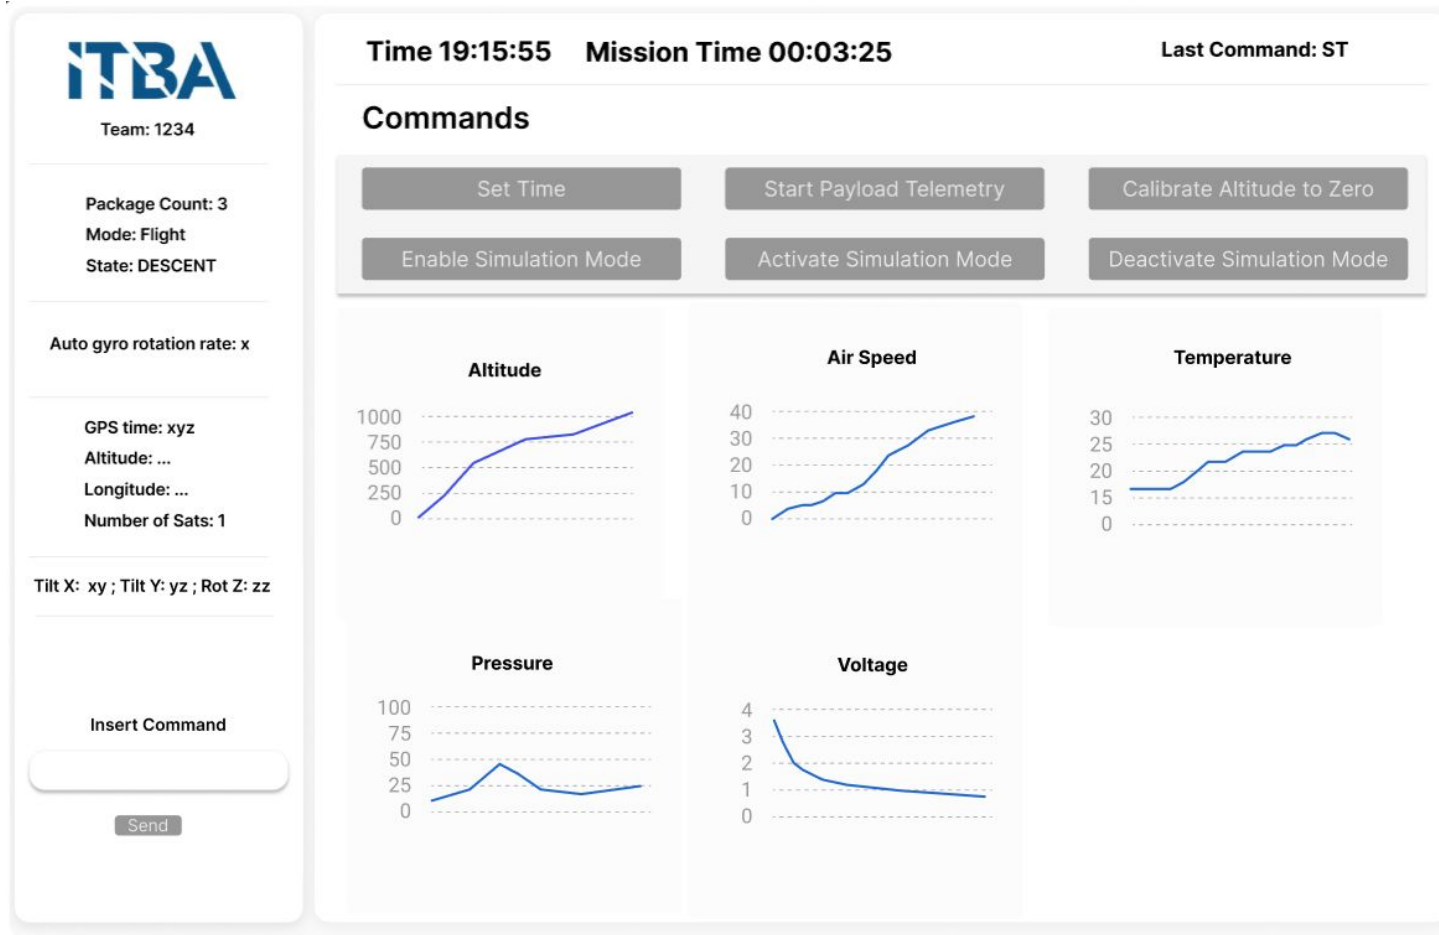 ITBA
Team: 1234
Package Count: 3
Mode: Flight
State: DESCENT
Auto gyro rotation rate: x
GPS time: xyz
Altitude: ...
Longitude: ...
Number of Sats: 1
Tilt X: xy ; Tilt Y: yz ; Rot Z: zz
Insert Command
Send
Time 19:15:55 Mission Time 00:03:25 Last Command: ST
Commands
Set Time Start Payload Telemetry Calibrate Altitude to Zero
Enable Simulation Mode Activate Simulation Mode Deactivate Simulation Mode
Altitude
1000
750
500
250
0
Air Speed
40
30
20
10
0
Temperature
30
25
20
15
0
Pressure
100
75
50
25
0
Voltage
4
3
2
1
0